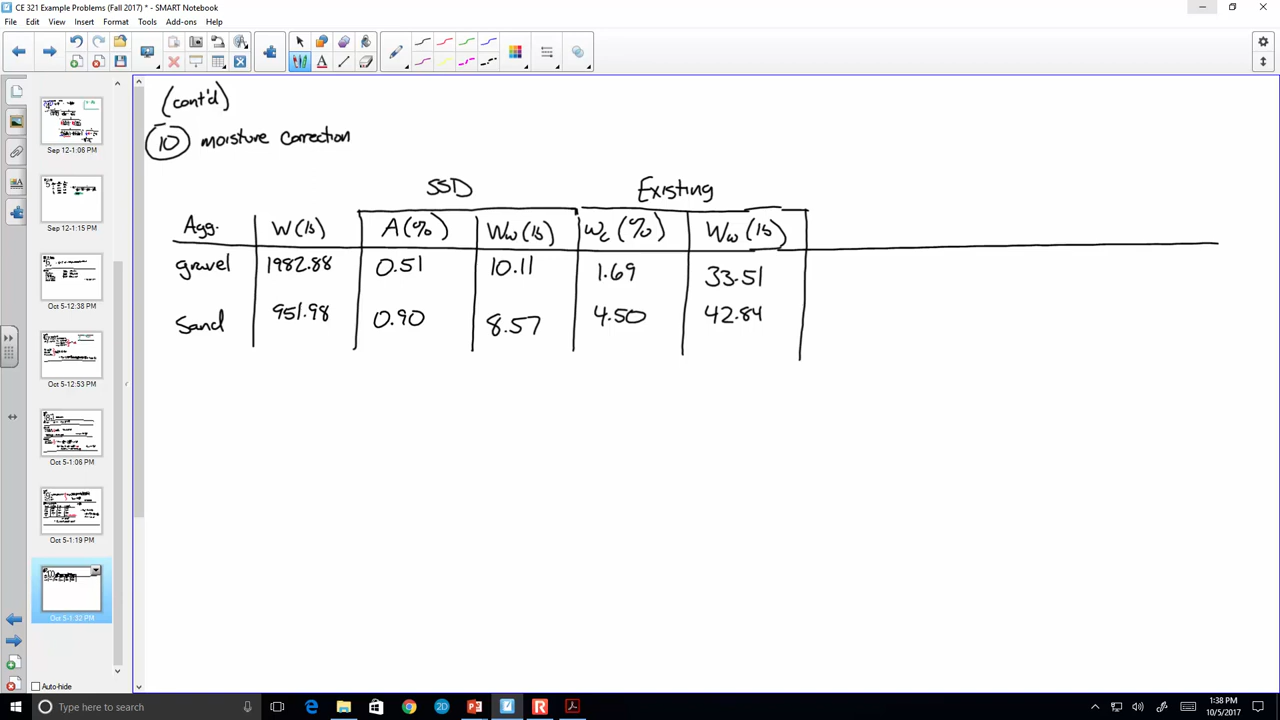 CE 321 Example Problems (Fall 2017) * - SMART Notebook
File Edit View Insert Format Tools Add-ons Help
(cont'd)
10 moisture correction
SSD Existing
Agg. W(lb) A(%) Ww(lb) wc(%) Ww(lb)
gravel 1982.88 0.51 10.11 1.69 33.51
Sand 951.98 0.90 8.57 4.50 42.84
Sep 12-1:06 PM
Sep 12-1:15 PM
Oct 5-12:38 PM
Oct 5-12:53 PM
Oct 5-1:06 PM
Oct 5-1:19 PM
Oct 5-1:32 PM
Auto-hide
Type here to search
1:38 PM
10/5/2017